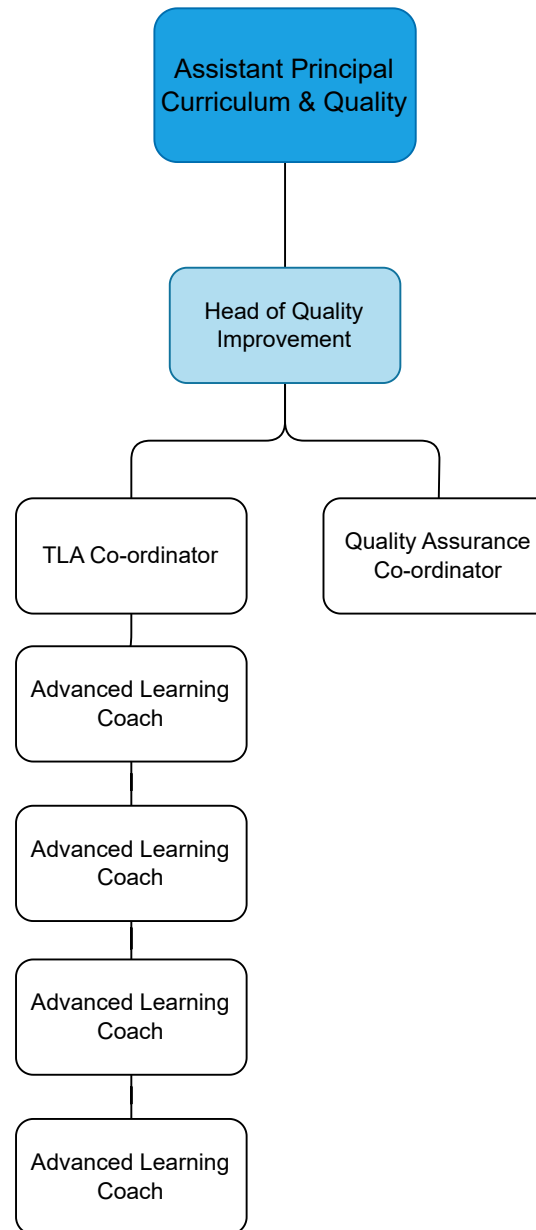 Assistant Principal
Curriculum & Quality
Head of Quality
Improvement
TLA Co-ordinator
Quality Assurance
Co-ordinator
Advanced Learning
Coach
Advanced Learning
Coach
Advanced Learning
Coach
Advanced Learning
Coach